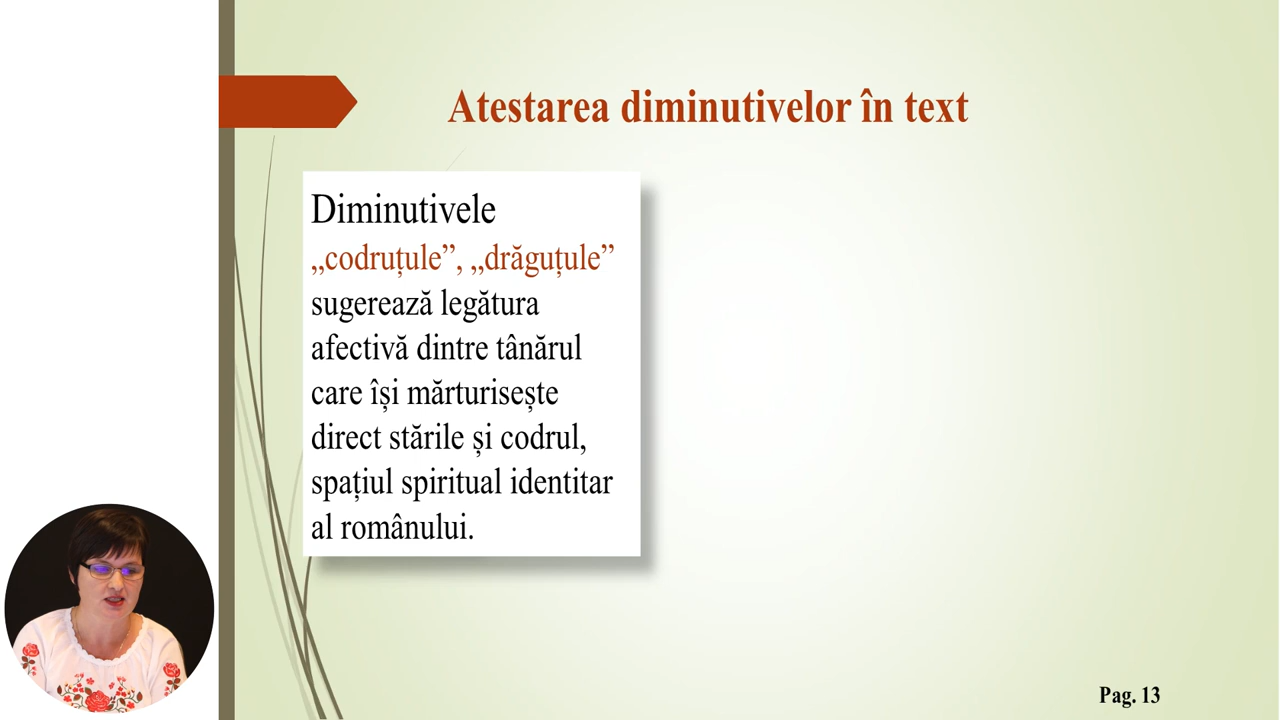 Atestarea diminutivelor în text
Diminutivele
„codruțule”, „drăguțule”
sugerează legătura
afectivă dintre tânărul
care își mărturisește
direct stările și codrul,
spațiul spiritual identitar
al românului.
Pag. 13